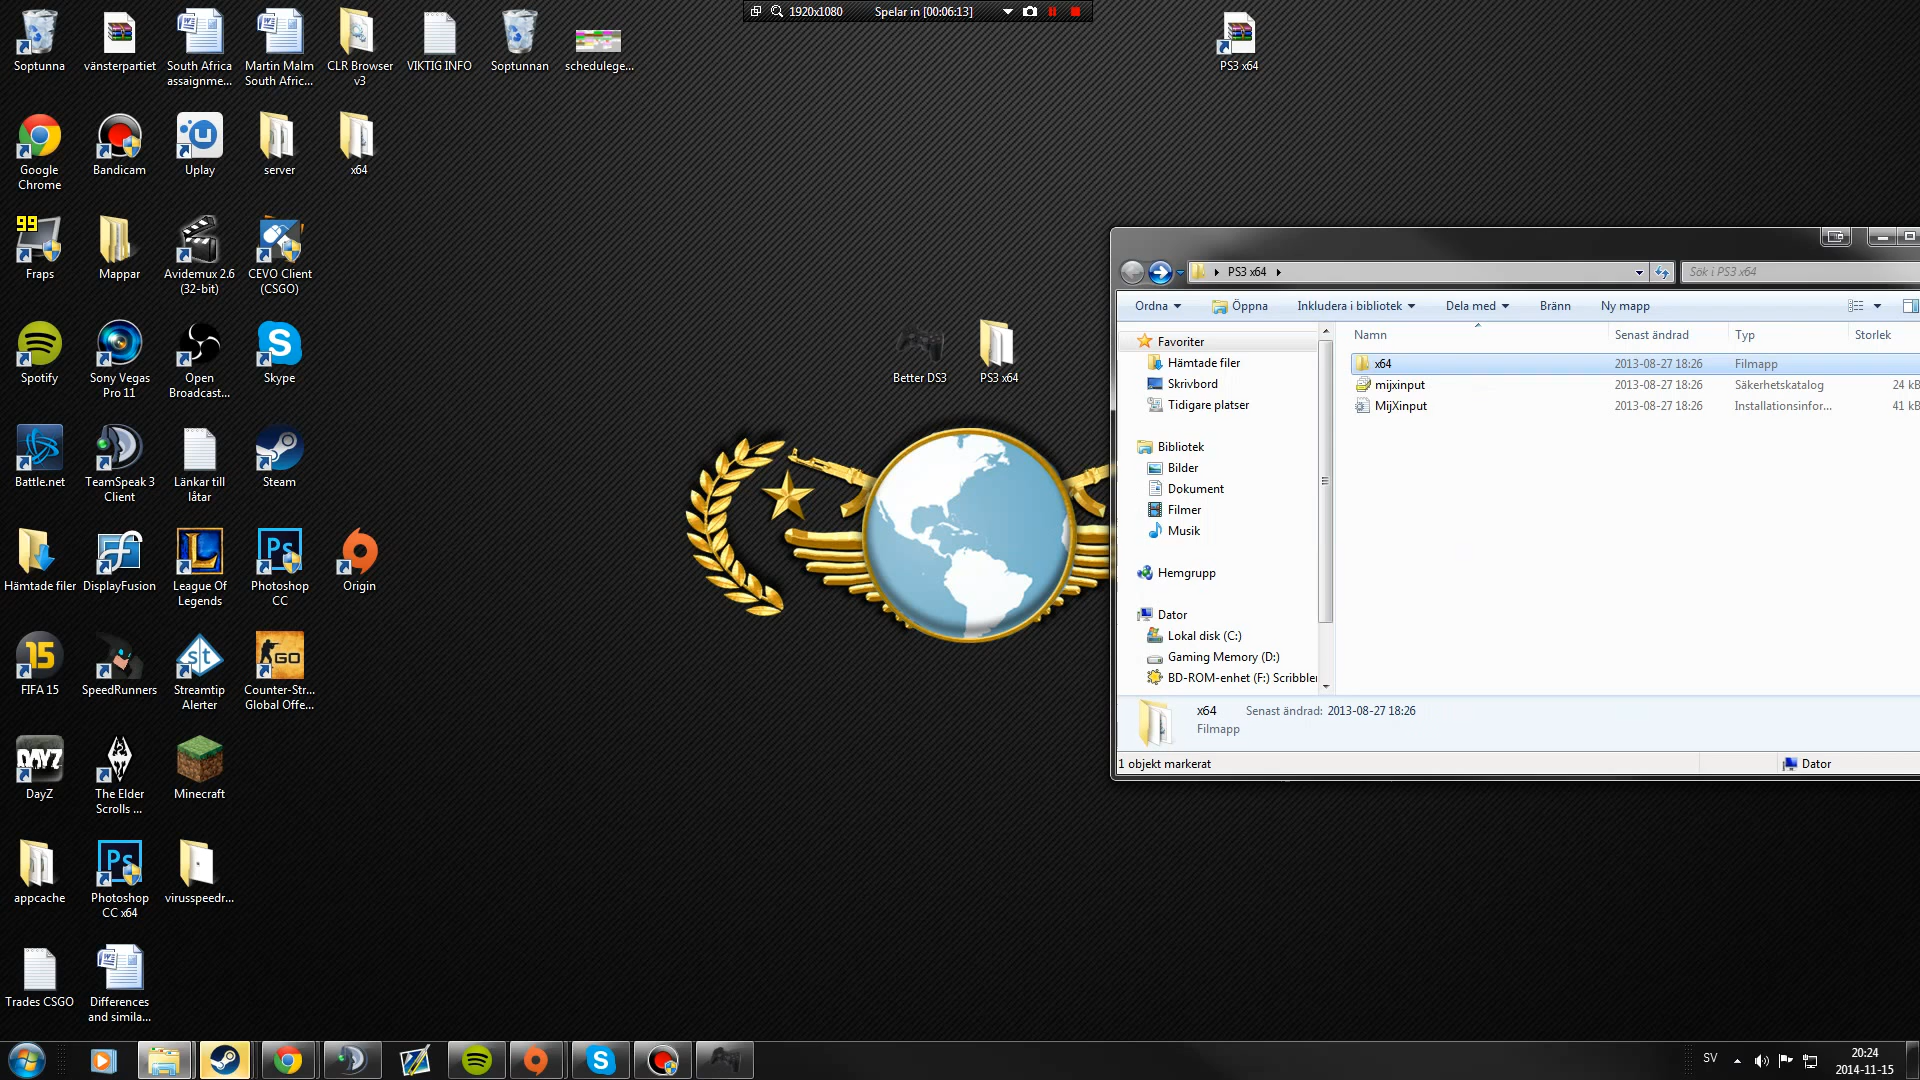 1920x1080 Spelar in [00:06:13]
Soptunna
vänsterpartiet
South Africa
assaignme...
Martin Malm
South Afric...
CLR Browser
v3
VIKTIG INFO
Soptunnan
schedulege...
PS3 x64
Google
Chrome
Bandicam
Uplay
server
x64
99
Fraps
Mappar
Avidemux 2.6
(32-bit)
CEVO Client
(CSGO)
Spotify
Sony Vegas
Pro 11
Open
Broadcast...
Skype
Better DS3
PS3 x64
Battle.net
TeamSpeak 3
Client
Länkar till
låtar
Steam
Hämtade filer
DisplayFusion
League Of
Legends
Photoshop
CC
Origin
15
FIFA 15
SpeedRunners
st
Streamtip
Alerter
GO
Counter-Str...
Global Offe...
DAYZ
DayZ
The Elder
Scrolls ...
Minecraft
appcache
Ps
Photoshop
CC x64
virusspeedr...
Trades CSGO
Differences
and simila...
PS3 x64
Sök i PS3 x64
Ordna Öppna Inkludera i bibliotek Dela med Bränn Ny mapp
Namn Senast ändrad Typ Storlek
x64 2013-08-27 18:26 Filmapp
mijxinput 2013-08-27 18:26 Säkerhetskatalog 24 kB
MijXinput 2013-08-27 18:26 Installationsinfor... 41 kB
Favoriter
Hämtade filer
Skrivbord
Tidigare platser
Bibliotek
Bilder
Dokument
Filmer
Musik
Hemgrupp
Dator
Lokal disk (C:)
Gaming Memory (D:)
BD-ROM-enhet (F:) Scribbler
x64 Senast ändrad: 2013-08-27 18:26
Filmapp
1 objekt markerat
Dator
SV
20:24
2014-11-15